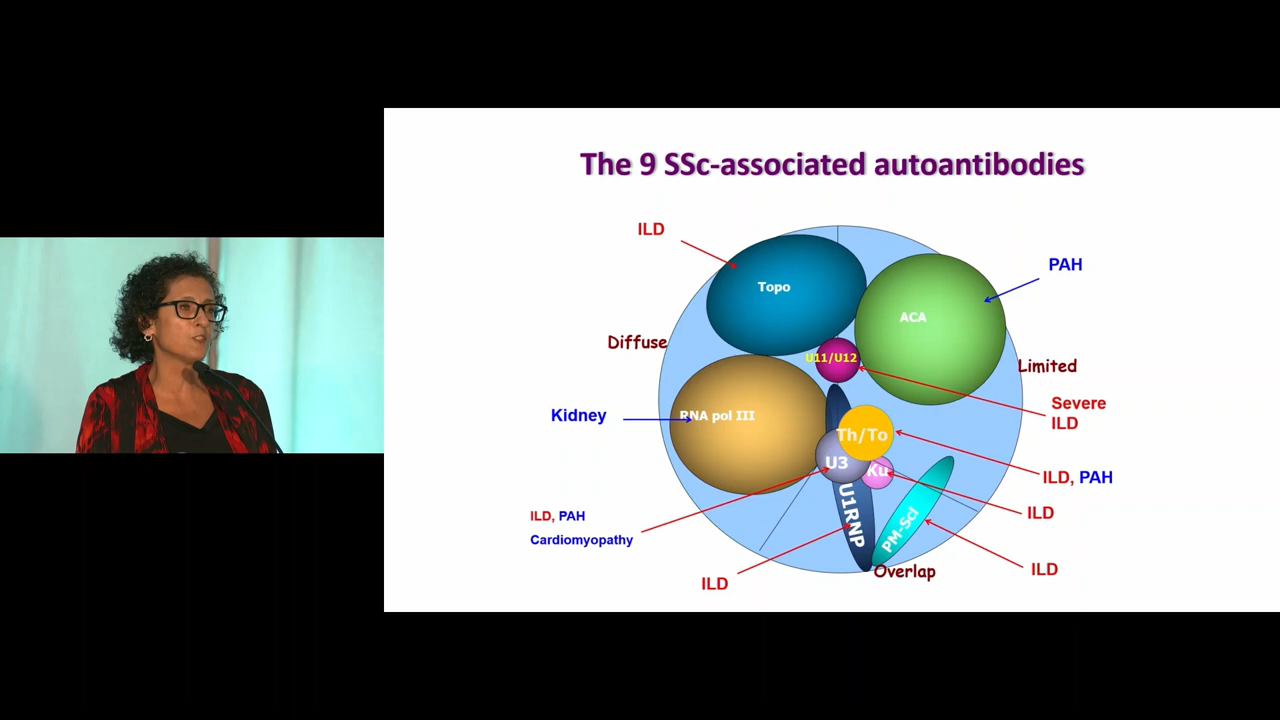 The 9 SSc-associated autoantibodies
ILD
PAH
Topo
ACA
Diffuse
U11/U12
Limited
Severe
ILD
Kidney
RNA pol III
Th/To
U3
Ku
ILD, PAH
U1RNP
PM-Scl
ILD
ILD, PAH
Cardiomyopathy
ILD
ILD
Overlap